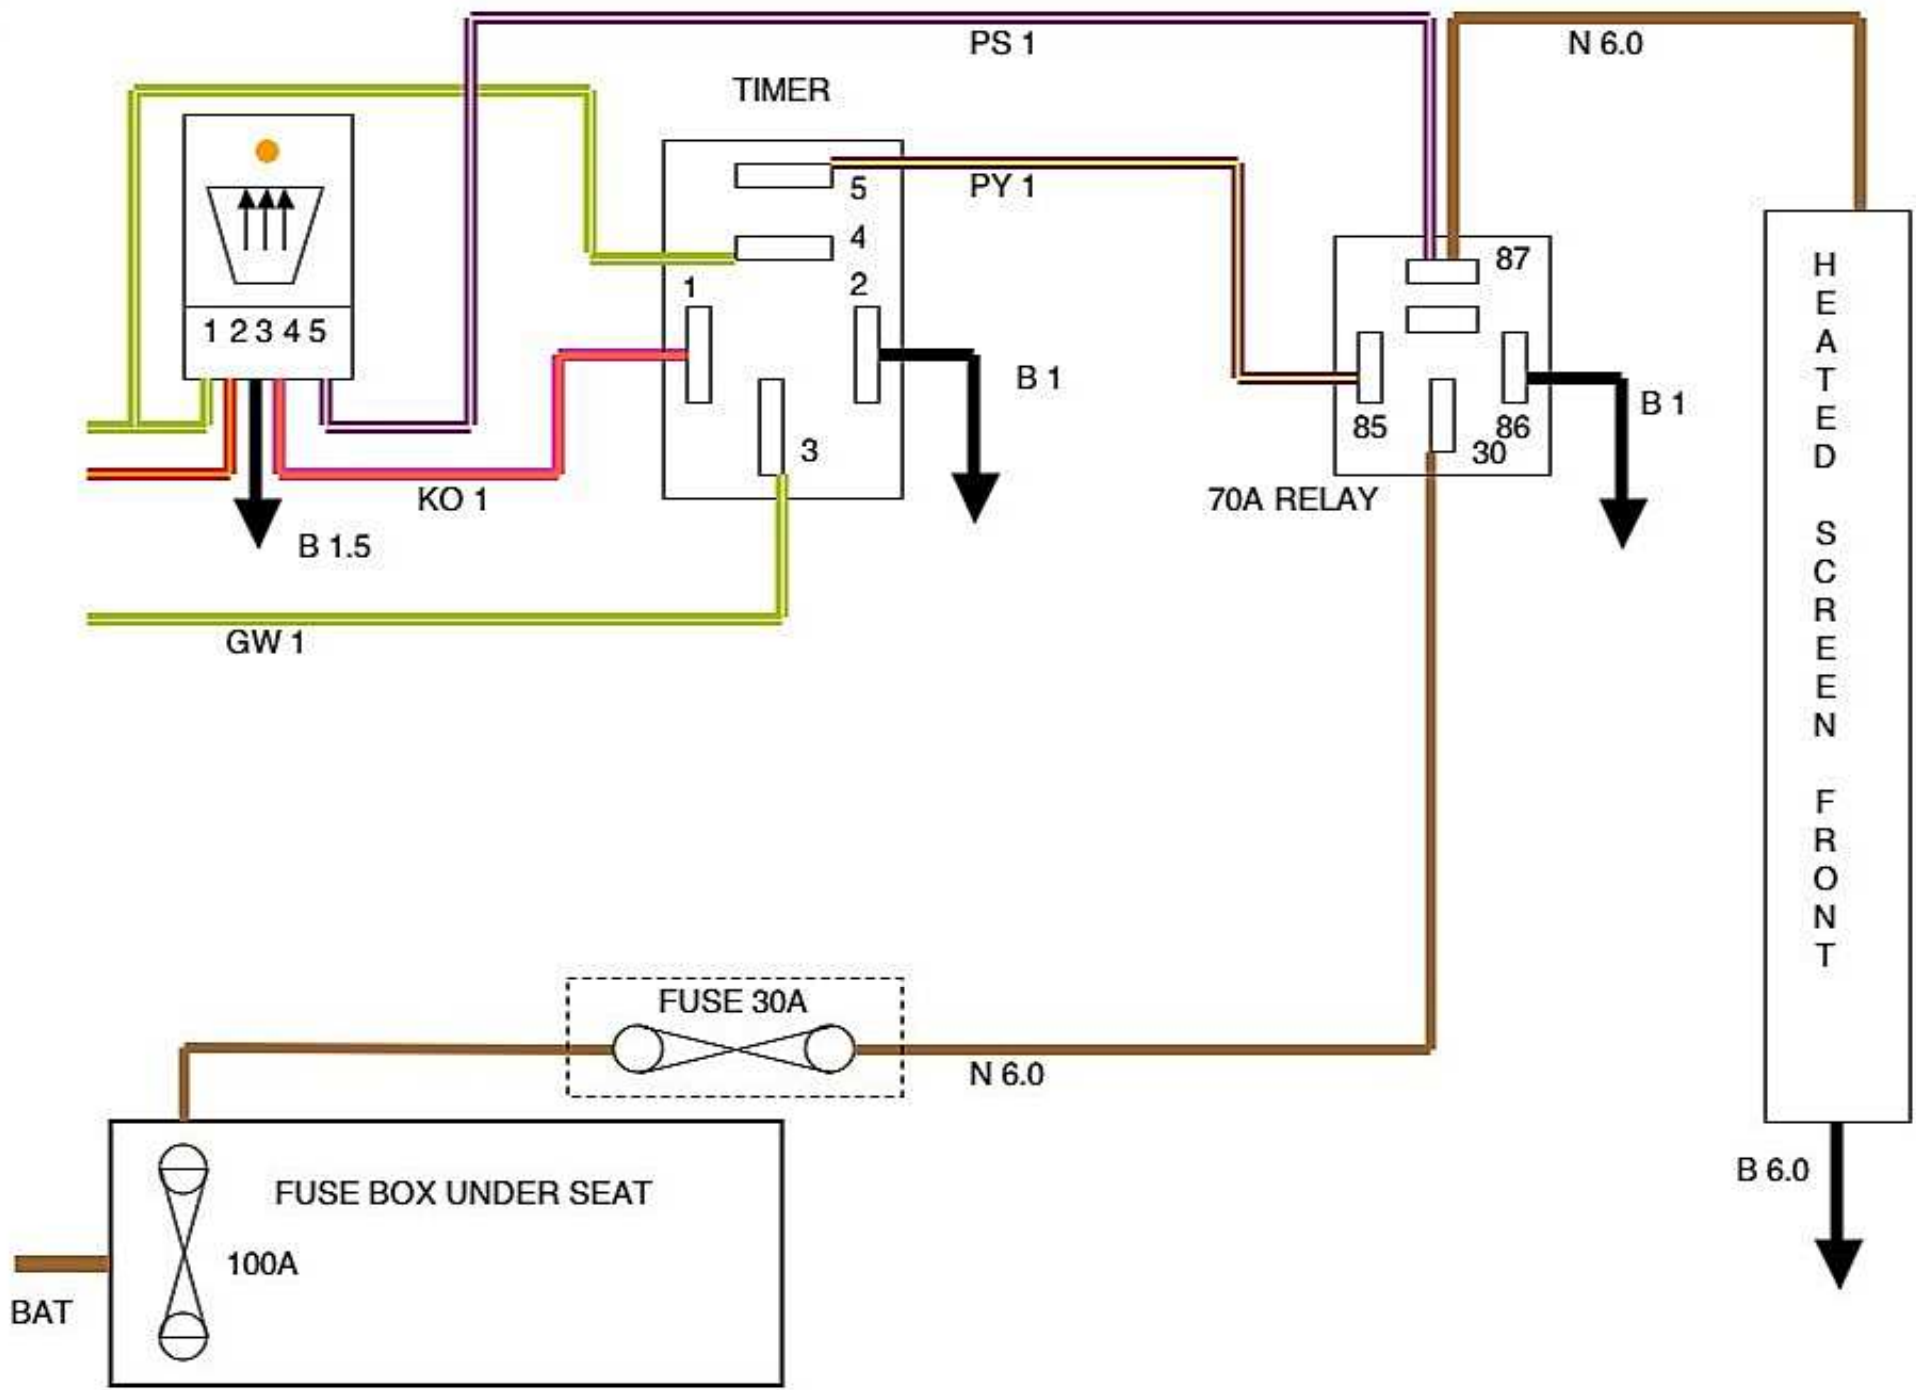 PS 1
N 6.0
TIMER
5
PY 1
4
1
2
87
1 2 3 4 5
B 1
B 1
85
86
3
30
KO 1
70A RELAY
B 1.5
GW 1
HEATED SCREEN FRONT
FUSE 30A
N 6.0
B 6.0
FUSE BOX UNDER SEAT
100A
BAT